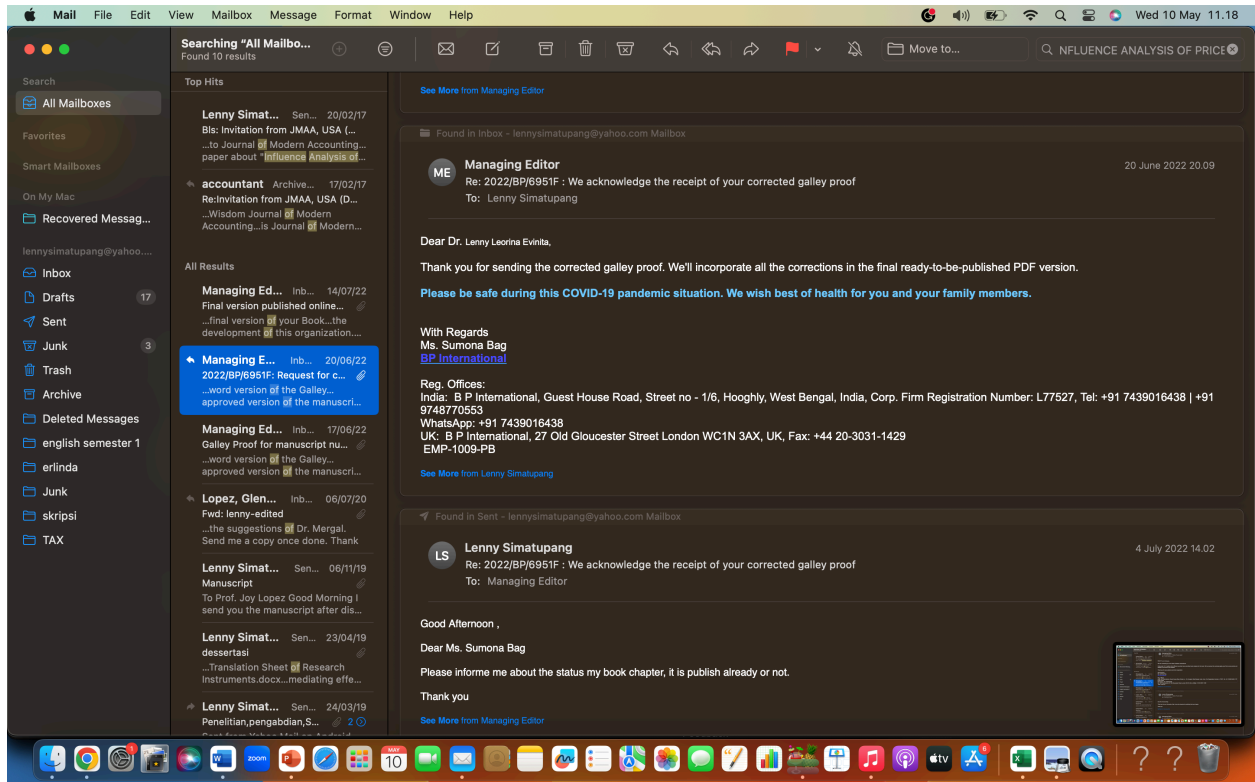 Mail File Edit View Mailbox Message Format Window Help Wed 10 May 11.18
Searching “All Mailbo...
Found 10 results
Move to...
NFLUENCE ANALYSIS OF PRICE
Search
All Mailboxes
Favorites
Smart Mailboxes
On My Mac
Recovered Messag...
lennysimatupang@yahoo....
Inbox
Drafts 17
Sent
Junk 3
Trash
Archive
Deleted Messages
english semester 1
erlinda
Junk
skripsi
TAX
Top Hits
Lenny Simat... Sen... 20/02/17
Bls: Invitation from JMAA, USA (...
...to Journal of Modern Accounting...
paper about "Influence Analysis of...
accountant Archive... 17/02/17
Re:Invitation from JMAA, USA (D...
...Wisdom Journal of Modern
Accounting...is Journal of Modern...
All Results
Managing Ed... Inb... 14/07/22
Final version published online...
...final version of your Book...the
development of this organization....
Managing E... Inb... 20/06/22
2022/BP/6951F: Request for c...
...word version of the Galley...
approved version of the manuscri...
Managing Ed... Inb... 17/06/22
Galley Proof for manuscript nu...
...word version of the Galley...
approved version of the manuscri...
Lopez, Glen... Inb... 06/07/20
Fwd: lenny-edited
...the suggestions of Dr. Mergal.
Send me a copy once done. Thank
Lenny Simat... Sen... 06/11/19
Manuscript
To Prof. Joy Lopez Good Morning I
send you the manuscript after dis...
Lenny Simat... Sen... 23/04/19
dessertasi
...Translation Sheet of Research
Instruments.docx...mediating effe...
Lenny Simat... Sen... 24/03/19
Penelitian,pengabdian,S... 2
Sent from Yahoo Mail on Android
See More from Managing Editor
Found in Inbox - lennysimatupang@yahoo.com Mailbox
ME
Managing Editor 20 June 2022 20.09
Re: 2022/BP/6951F : We acknowledge the receipt of your corrected galley proof
To: Lenny Simatupang
Dear Dr. Lenny Leorina Evinita,
Thank you for sending the corrected galley proof. We'll incorporate all the corrections in the final ready-to-be-published PDF version.
Please be safe during this COVID-19 pandemic situation. We wish best of health for you and your family members.
With Regards
Ms. Sumona Bag
BP International
Reg. Offices:
India: B P International, Guest House Road, Street no - 1/6, Hooghly, West Bengal, India, Corp. Firm Registration Number: L77527, Tel: +91 7439016438 | +91
9748770553
WhatsApp: +91 7439016438
UK: B P International, 27 Old Gloucester Street London WC1N 3AX, UK, Fax: +44 20-3031-1429
EMP-1009-PB
See More from Lenny Simatupang
Found in Sent - lennysimatupang@yahoo.com Mailbox
LS
Lenny Simatupang 4 July 2022 14.02
Re: 2022/BP/6951F : We acknowledge the receipt of your corrected galley proof
To: Managing Editor
Good Afternoon ,
Dear Ms. Sumona Bag
Please informe me about the status my book chapter, it is publish already or not.
Thank you
See More from Managing Editor
zoom
MAY
10
tv